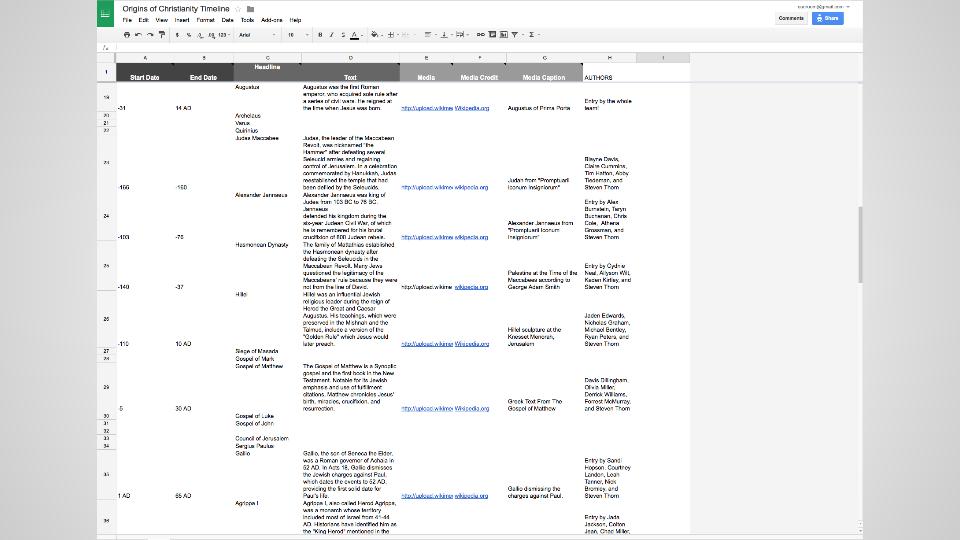 Origins of Christianity Timeline
File Edit View Insert Format Data Tools Add-ons Help
Comments
Share
$ % .0 .00 123
Arial
10
B I S A
fx
A B C D E F G H I
1
Start Date
End Date
Headline
Text
Media
Media Credit
Media Caption
AUTHORS
19
-31
14 AD
Augustus
Augustus was the first Roman
emperor, who acquired sole rule after
a series of civil wars. He reigned at
the time when Jesus was born.
http://upload.wikime
Wikipedia.org
Augustus of Prima Porta
Entry by the whole
team!
20
Archelaus
21
Varus
22
Quirinius
23
-166
-160
Judas Maccabee
Judas, the leader of the Maccabean
Revolt, was nicknamed "the
Hammer" after defeating several
Seleucid armies and regaining
control of Jerusalem. In a celebration
commemorated by Hanukkah, Judas
reestablished the temple that had
been defiled by the Seleucids.
http://upload.wikime
wikipedia.org
Judah from "Promptuarii
Iconum Insigniorum"
Blayne Davis,
Claire Cummins,
Tim Hatton, Abby
Tiedeman, and
Steven Thorn
24
-103
-76
Alexander Jannaeus
Alexander Jannaeus was king of
Judea from 103 BC to 76 BC.
Jannaeus
defended his kingdom during the
six-year Judean Civil War, of which
he is remembered for his brutal
crucifixion of 800 Judean rebels.
http://upload.wikime
wikipedia.org
Alexander Jannaeus from
"Promptuarii Iconum
Insigniorum"
Entry by Alex
Burnstein, Taryn
Buchanan, Chris
Cole, Athena
Grossman, and
Steven Thorn
25
-140
-37
Hasmonean Dynasty
The family of Mattathias established
the Hasmonean dynasty after
defeating the Seleucids in the
Maccabean Revolt. Many Jews
questioned the legitimacy of the
Maccabeans' rule because they were
not from the line of David.
http://upload.wikime
wikipedia.org
Palestine at the Time of the
Maccabees according to
George Adam Smith
Entry by Cydnie
Neal, Allyson Wit,
Kaden Kirley, and
Steven Thorn
26
-110
10 AD
Hillel
Hillel was an influential Jewish
religious leader during the reign of
Herod the Great and Caesar
Augustus. His teachings, which were
preserved in the Mishnah and the
Talmud, include a version of the
"Golden Rule" which Jesus would
later preach.
http://upload.wikime
Wikipedia.org
Hillel sculpture at the
Knesset Menorah,
Jerusalem
Jaden Edwards,
Nicholas Graham,
Michael Bentley,
Ryan Peters, and
Steven Thorn
27
Siege of Masada
28
Gospel of Mark
29
-5
30 AD
Gospel of Matthew
The Gospel of Matthew is a Synoptic
gospel and the first book in the New
Testament. Notable for its Jewish
emphasis and use of fulfillment
citations, Matthew chronicles Jesus'
birth, miracles, crucifixion, and
resurrection.
http://upload.wikime
Wikipedia.org
Greek Text From The
Gospel of Matthew
Davis Dillingham,
Olivia Miller,
Derrick Williams,
Forrest McMurray,
and Steven Thorn
30
Gospel of Luke
31
Gospel of John
32
33
Council of Jerusalem
34
Sergius Paulus
35
1 AD
65 AD
Gallio
Gallio, the son of Seneca the Elder,
was a Roman governor of Achaia in
52 AD. In Acts 18, Gallio dismisses
the Jewish charges against Paul,
which dates the events to 52 AD,
providing the first solid date for
Paul's life.
http://upload.wikime
wikipedia.org
Gallio dismissing the
charges against Paul.
Entry by Sandi
Hopson, Courtney
Landen, Leah
Tanner, Nick
Bromley, and
Steven Thorn
36
Agrippa I
Agrippa I, also called Herod Agrippa,
was a monarch whose territory
included most of Israel from 41-44
AD. Historians have identified him as
the "King Herod" mentioned in the
Entry by Jada
Jackson, Colton
Jean, Chad Miller,